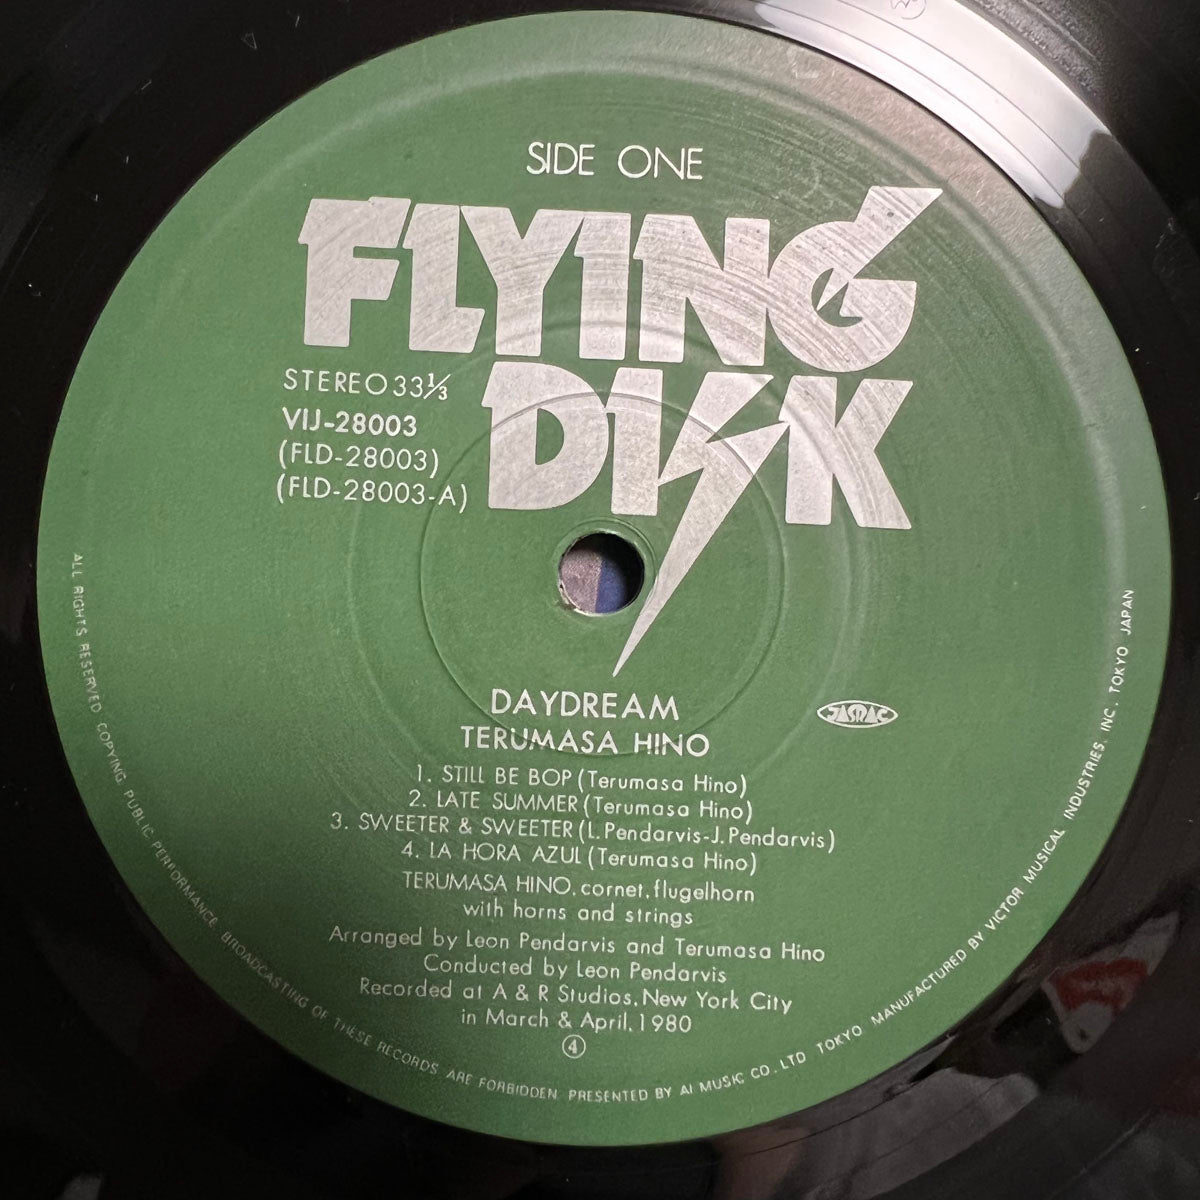 SIDE ONE
FLYING
DISK
STEREO 33⅓
VIJ-28003
(FLD-28003)
(FLD-28003-A)
DAYDREAM
TERUMASA HINO
JASRAC
1. STILL BE BOP (Terumasa Hino)
2. LATE SUMMER (Terumasa Hino)
3. SWEETER & SWEETER (L.Pendarvis-J.Pendarvis)
4. LA HORA AZUL (Terumasa Hino)
TERUMASA HINO, cornet, flugelhorn
with horns and strings
Arranged by Leon Pendarvis and Terumasa Hino
Conducted by Leon Pendarvis
Recorded at A & R Studios, New York City
in March & April, 1980
④
ALL RIGHTS RESERVED COPYING PUBLIC PERFORMANCE BROADCASTING OF THESE RECORDS ARE FORBIDDEN PRESENTED BY AI MUSIC CO. LTD TOKYO MANUFACTURED BY VICTOR MUSICAL INDUSTRIES, INC. TOKYO JAPAN